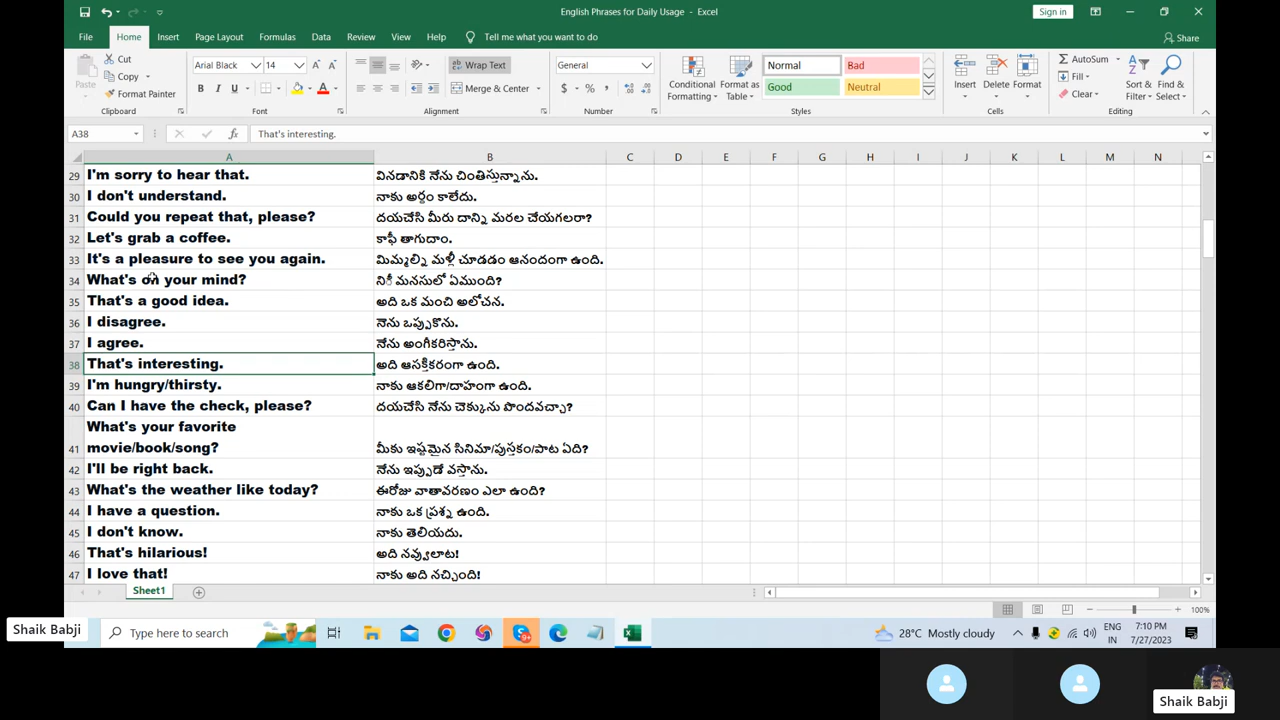 English Phrases for Daily Usage - Excel
Sign in
File Home Insert Page Layout Formulas Data Review View Help Tell me what you want to do Share
Paste Cut Copy Format Painter Clipboard
Arial Black 14 A A B I U A Font
Wrap Text Merge & Center Alignment
General $ % , Number
Conditional Formatting Format as Table Normal Bad Good Neutral Styles
Insert Delete Format Cells
AutoSum Fill Clear Sort & Filter Find & Select Editing
A38 fx That's interesting.
A B C D E F G H I J K L M N
29 I'm sorry to hear that. వినడానికి నేను చింతిస్తున్నాను.
30 I don't understand. నాకు అర్థం కాలేదు.
31 Could you repeat that, please? దయచేసి మీరు దాన్ని మరల చేయగలరా?
32 Let's grab a coffee. కాఫీ తాగుదాం.
33 It's a pleasure to see you again. మిమ్మల్ని మళ్లీ చూడడం ఆనందంగా ఉంది.
34 What's on your mind? మనసులో ఏముంది?
35 That's a good idea. అది ఒక మంచి అలోచన.
36 I disagree. నెను ఒప్పుకొను.
37 I agree. నేను అంగీకరిస్తాను.
38 That's interesting. అది ఉంది.
39 I'm hungry/thirsty. నాకు ఆకలిగా/దాహంగా ఉంది.
40 Can I have the check, please? దయచేసి నేను చెక్కును పొందవచ్చా?
What's your favorite
41 movie/book/song? మీకు ఇష్టమైన సినిమా/పుస్తకం/పాట ఏది?
42 I'll be right back. నేను ఇప్పుడే వస్తాను.
43 What's the weather like today? ఈరోజు వాతావరణం ఎలా ఉంది?
44 I have a question. నాకు ఒక ప్రశ్న ఉంది.
45 I don't know. నాకు తెలియదు.
46 That's hilarious! అది నవ్వులాట!
47 I love that! నాకు అది నచ్చింది!
Sheet1
100%
Shaik Babji
Type here to search
28°C Mostly cloudy
ENG IN
7:10 PM 7/27/2023
Shaik Babji